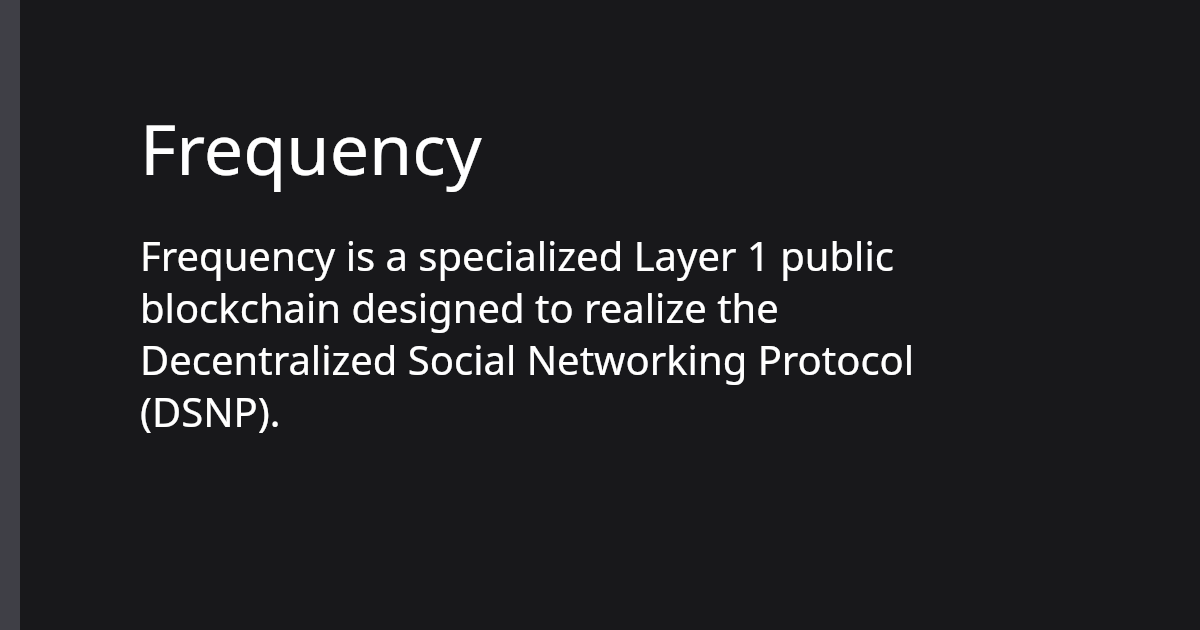 Frequency
Frequency is a specialized Layer 1 public
blockchain designed to realize the
Decentralized Social Networking Protocol
(DSNP).